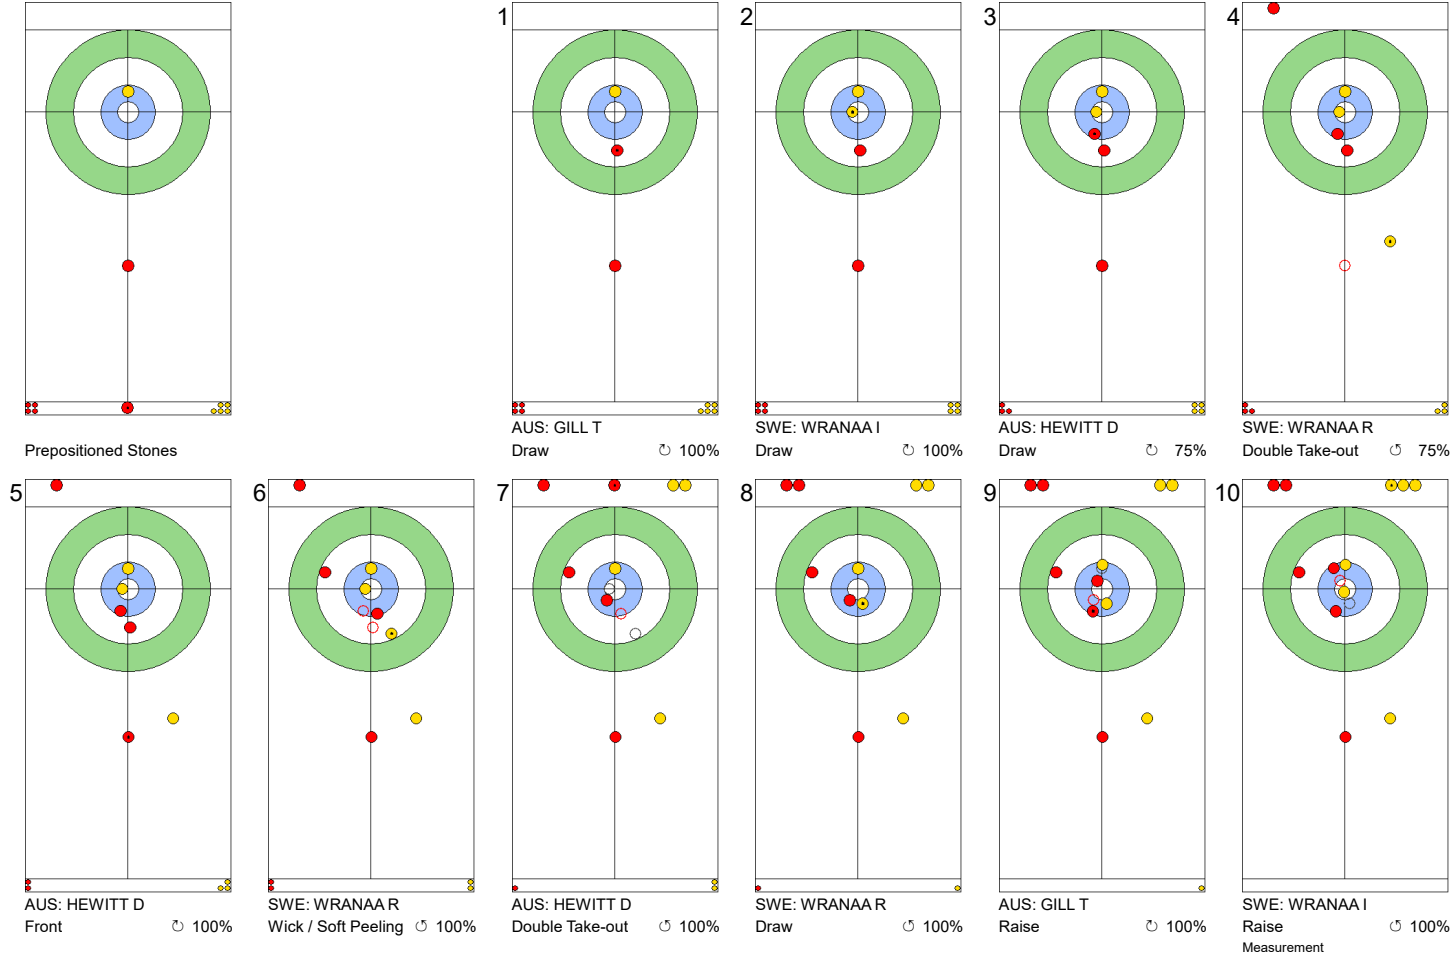 1
2
3
4
Prepositioned Stones
AUS: GILL T
Draw ↻ 100%
SWE: WRANAA I
Draw ↻ 100%
AUS: HEWITT D
Draw ↻ 75%
SWE: WRANAA R
Double Take-out ↺ 75%
5
6
7
8
9
10
AUS: HEWITT D
Front ↻ 100%
SWE: WRANAA R
Wick / Soft Peeling ↺ 100%
AUS: HEWITT D
Double Take-out ↺ 100%
SWE: WRANAA R
Draw ↺ 100%
AUS: GILL T
Raise ↻ 100%
SWE: WRANAA I
Raise ↺ 100%
Measurement